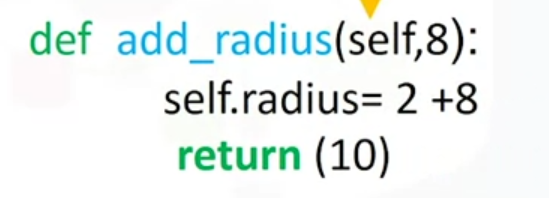 def add_radius(self,8):
self.radius= 2 +8
return (10)